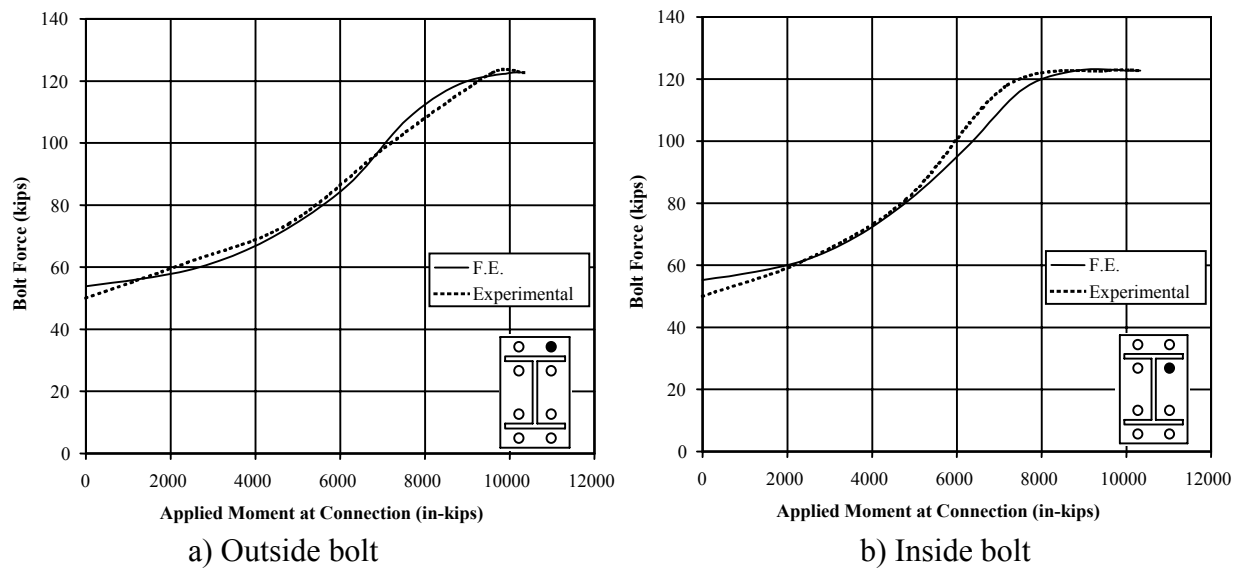 140
120
100
80
60
40
20
0
Bolt Force (kips)
F.E.
Experimental
0 2000 4000 6000 8000 10000 12000
Applied Moment at Connection (in-kips)
a) Outside bolt
140
120
100
80
60
40
20
0
Bolt Force (kips)
F.E.
Experimental
0 2000 4000 6000 8000 10000 12000
Applied Moment at Connection (in-kips)
b) Inside bolt